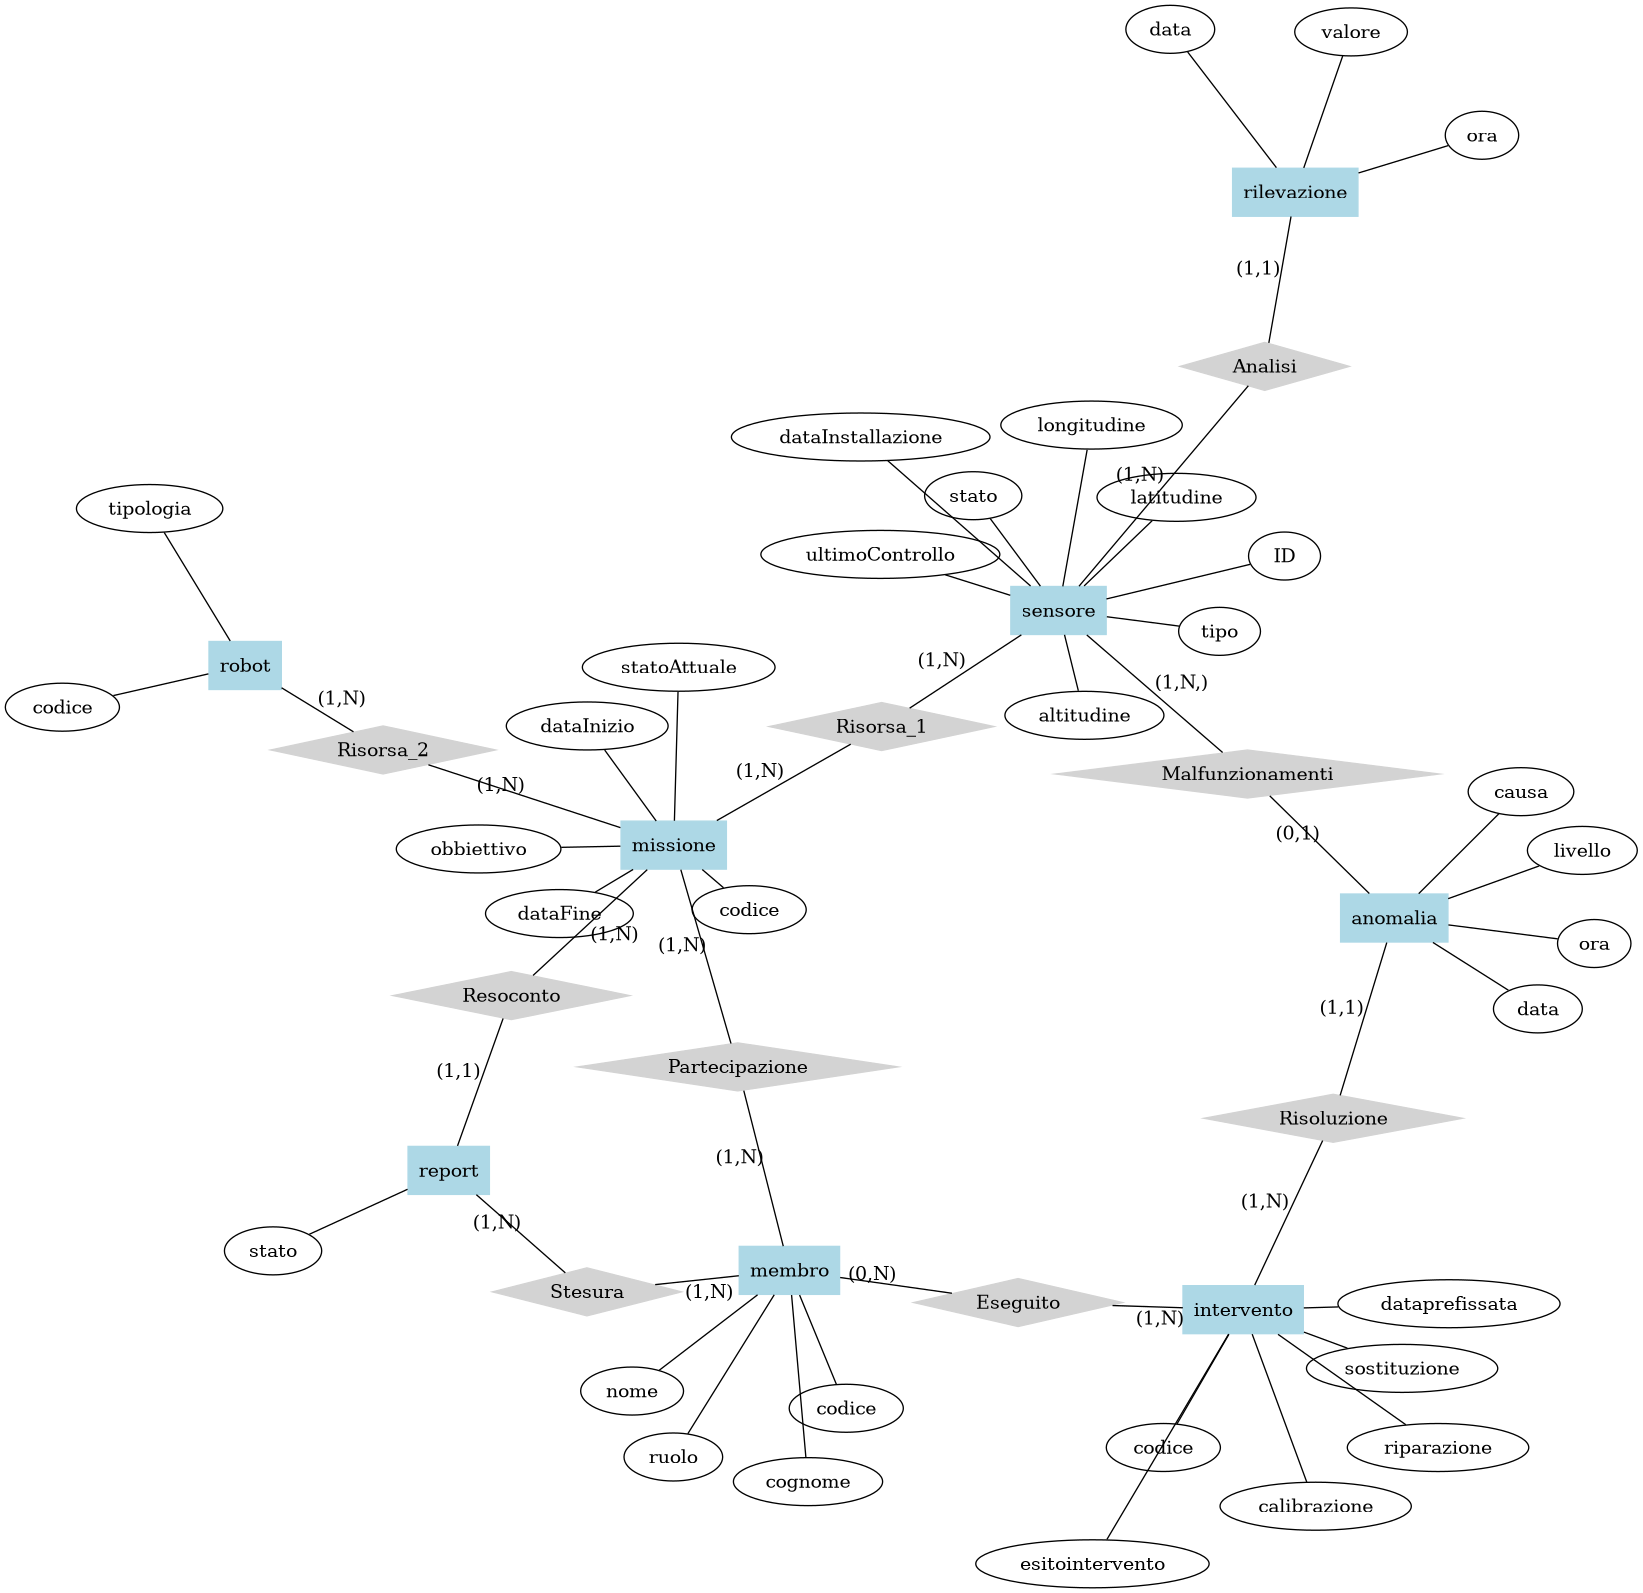 data
valore
ora
rilevazione
(1,1)
Analisi
longitudine
dataInstallazione
(1,N)
stato
latitudine
tipologia
ultimoControllo
ID
sensore
tipo
robot
(1,N)
statoAttuale
(1,N,)
(1,N)
codice
altitudine
dataInizio
Risorsa_1
Risorsa_2
(1,N)
Malfunzionamenti
(1,N)
causa
(0,1)
missione
obbiettivo
livello
codice
dataFine
anomalia
(1,N)
(1,N)
ora
Resoconto
(1,1)
data
Partecipazione
(1,1)
Risoluzione
(1,N)
report
(1,N)
(1,N)
stato
membro
(0,N)
Stesura
(1,N)
Eseguito
(1,N)
intervento
dataprefissata
sostituzione
nome
codice
codice
riparazione
ruolo
cognome
calibrazione
esitointervento